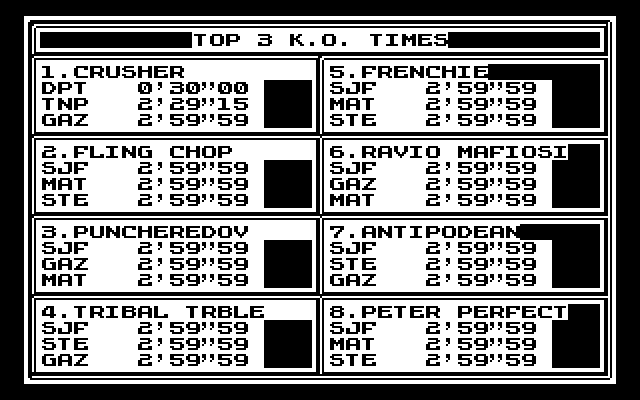 TOP 3 K.O. TIMES
1.CRUSHER
DPT 0'30"00
TNP 2'29"15
GAZ 2'59"59
2.FLING CHOP
SJF 2'59"59
MAT 2'59"59
STE 2'59"59
3.PUNCHEREDOV
SJF 2'59"59
GAZ 2'59"59
MAT 2'59"59
4.TRIBAL TRBLE
SJF 2'59"59
STE 2'59"59
GAZ 2'59"59
5.FRENCHIE
SJF 2'59"59
MAT 2'59"59
STE 2'59"59
6.RAVIO MAFIOSI
SJF 2'59"59
GAZ 2'59"59
MAT 2'59"59
7.ANTIPODEAN
SJF 2'59"59
STE 2'59"59
GAZ 2'59"59
8.PETER PERFECT
SJF 2'59"59
MAT 2'59"59
STE 2'59"59